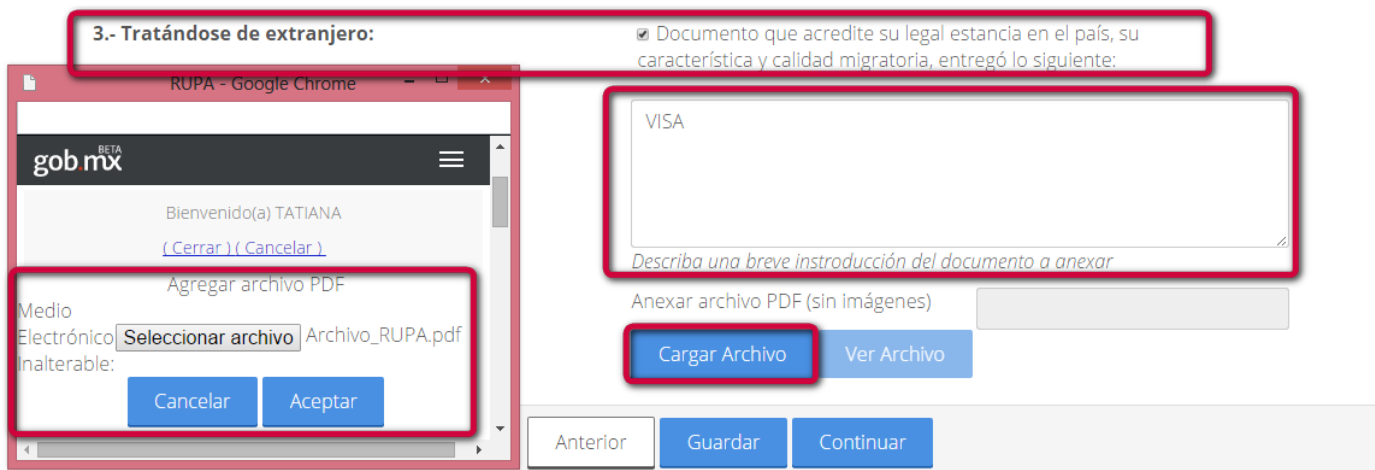 3.- Tratándose de extranjero:
Documento que acredite su legal estancia en el país, su
característica y calidad migratoria, entregó lo siguiente:
RUPA - Google Chrome
gob.mx BETA
Bienvenido(a) TATIANA
( Cerrar ) ( Cancelar )
Agregar archivo PDF
Medio
Electrónico Seleccionar archivo Archivo_RUPA.pdf
Inalterable:
Cancelar Aceptar
VISA
Describa una breve instroducción del documento a anexar
Anexar archivo PDF (sin imágenes)
Cargar Archivo Ver Archivo
Anterior Guardar Continuar